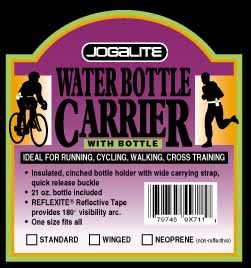 JOGALITE
WATER BOTTLE
CARRIER
WITH BOTTLE
IDEAL FOR RUNNING, CYCLING, WALKING, CROSS TRAINING
• Insulated, cinched bottle holder with wide carrying strap,
quick release buckle
• 21 oz. bottle included
• REFLEXITE® Reflective Tape
provides 180° visibility arc.
• One size fits all
79745 9X711
STANDARD WINGED NEOPRENE (non-reflective)